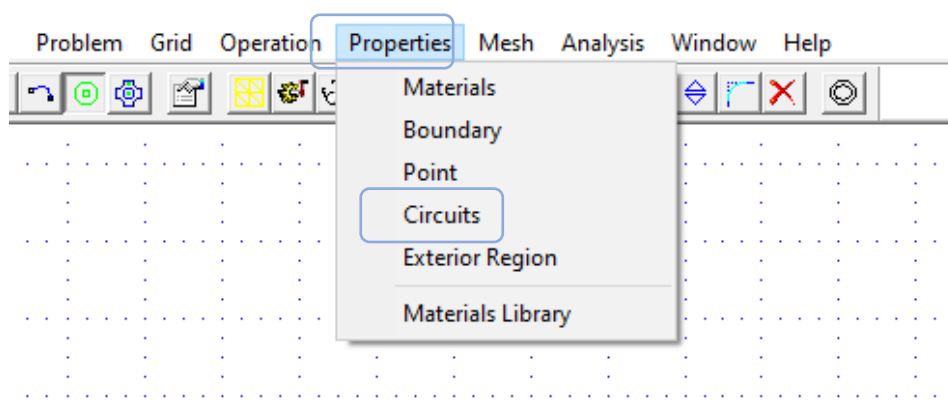 Problem Grid Operation Properties Mesh Analysis Window Help
Materials
Boundary
Point
Circuits
Exterior Region
Materials Library